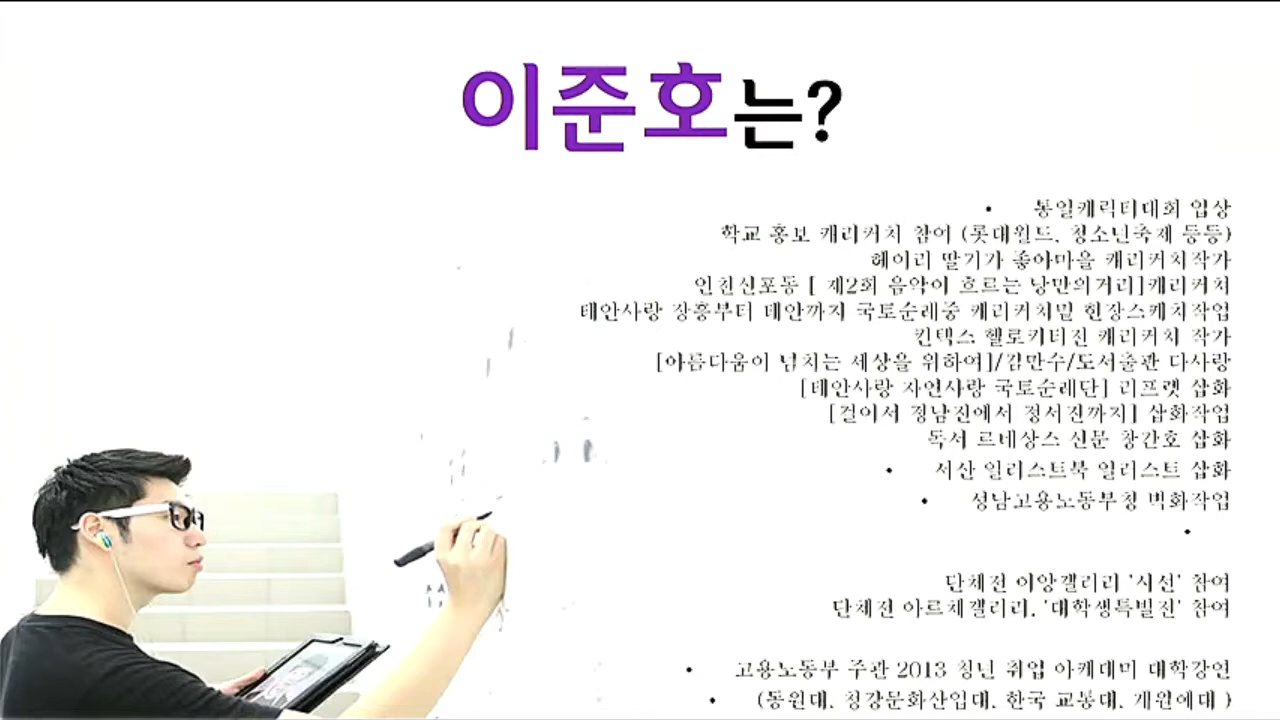 이준호는?
• 통일캐릭터대회 입상
학교 홍보 캐리커처 참여 (롯데월드, 청소년축제 등등)
헤이리 딸기가 좋아마을 캐리커처작가
인천신포동 [ 제2회 음악이 흐르는 낭만의거리]캐리커처
태안사랑 장흥부터 태안까지 국토순례중 캐리커처및 현장스케치작업
킨텍스 헬로키티전 캐리커처 작가
[아름다움이 넘치는 세상을 위하여]/김만수/도서출판 다사랑
[태안사랑 자연사랑 국토순례단] 리프렛 삽화
[걸어서 정남진에서 정서진까지] 삽화작업
독서 르네상스 신문 창간호 삽화
• 서산 일러스트북 일러스트 삽화
• 성남고용노동부청 벽화작업
•
단체전 이앙갤러리 '시선' 참여
단체전 아르체갤러리, '대학생특별전' 참여
• 고용노동부 주관 2013 청년 취업 아케데미 대학강연
• (동원대, 청강문화산업대, 한국 교통대, 계원예대 )